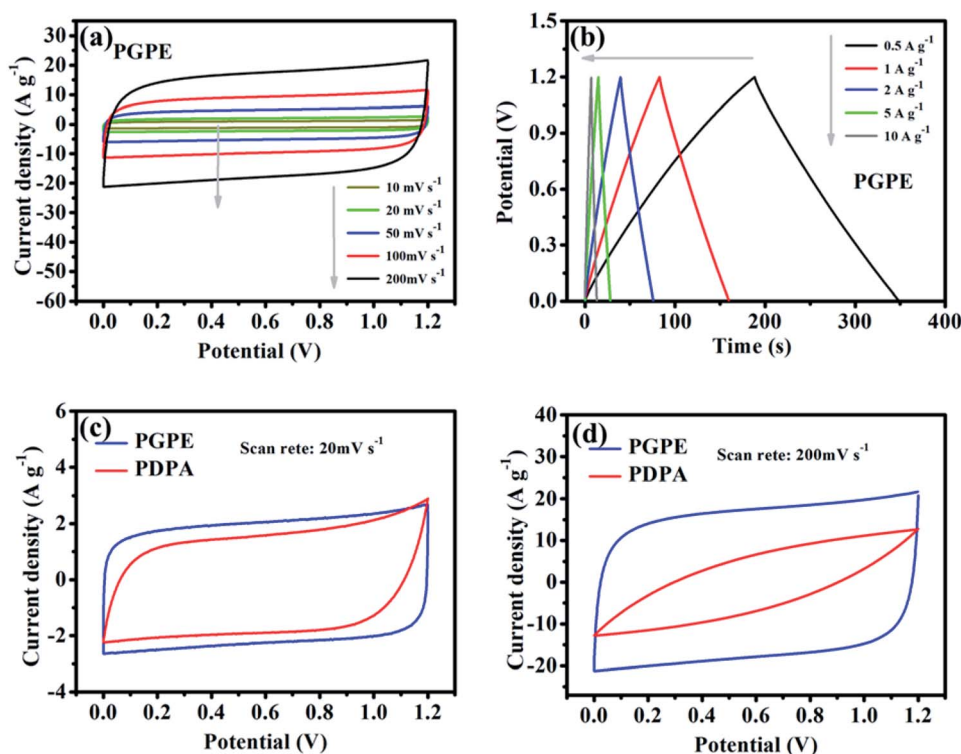 (a)
PGPE
Current density (A g⁻¹)
30
20
10
0
-10
-20
-30
-40
-50
-60
10 mV s⁻¹
20 mV s⁻¹
50 mV s⁻¹
100mV s⁻¹
200mV s⁻¹
0.0 0.2 0.4 0.6 0.8 1.0 1.2
Potential (V)
(b)
Potential (V)
1.5
1.2
0.9
0.6
0.3
0.0
0.5 A g⁻¹
1 A g⁻¹
2 A g⁻¹
5 A g⁻¹
10 A g⁻¹
PGPE
0 100 200 300 400
Time (s)
(c)
Current density (A g⁻¹)
6
4
2
0
-2
-4
PGPE
PDPA
Scan rete: 20mV s⁻¹
0.0 0.2 0.4 0.6 0.8 1.0 1.2
Potential (V)
(d)
Current density (A g⁻¹)
40
30
20
10
0
-10
-20
PGPE
PDPA
Scan rete: 200mV s⁻¹
0.0 0.2 0.4 0.6 0.8 1.0 1.2
Potential (V)